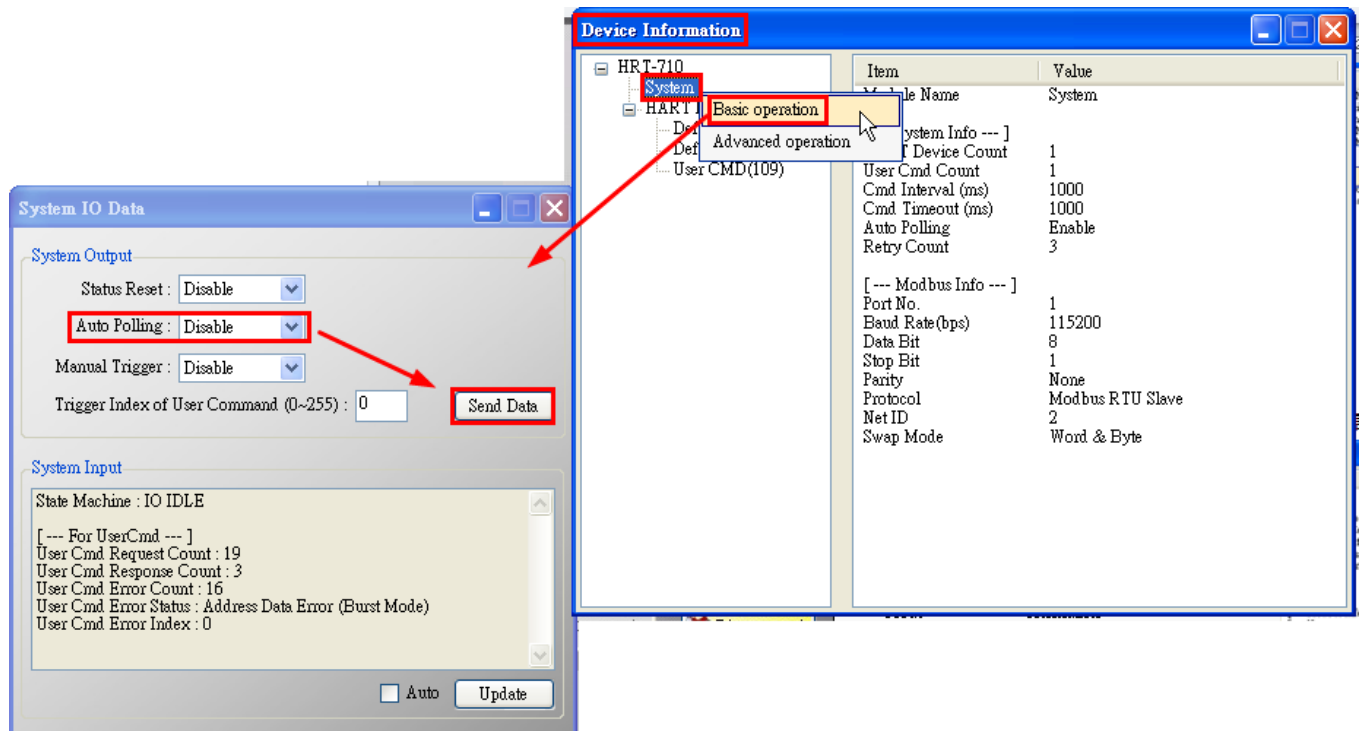 Device Information
HRT-710
System
HART
Def
Def
User CMD(109)
Basic operation
Advanced operation
Item Value
Module Name System
ystem Info --- ]
T Device Count 1
User Cmd Count 1
Cmd Interval (ms) 1000
Cmd Timeout (ms) 1000
Auto Polling Enable
Retry Count 3
[ --- Modbus Info --- ]
Port No. 1
Baud Rate(bps) 115200
Data Bit 8
Stop Bit 1
Parity None
Protocol Modbus RTU Slave
Net ID 2
Swap Mode Word & Byte
System IO Data
System Output
Status Reset : Disable
Auto Polling : Disable
Manual Trigger : Disable
Trigger Index of User Command (0~255) : 0 Send Data
System Input
State Machine : IO IDLE
[ --- For UserCmd --- ]
User Cmd Request Count : 19
User Cmd Response Count : 3
User Cmd Error Count : 16
User Cmd Error Status : Address Data Error (Burst Mode)
User Cmd Error Index : 0
Auto Update